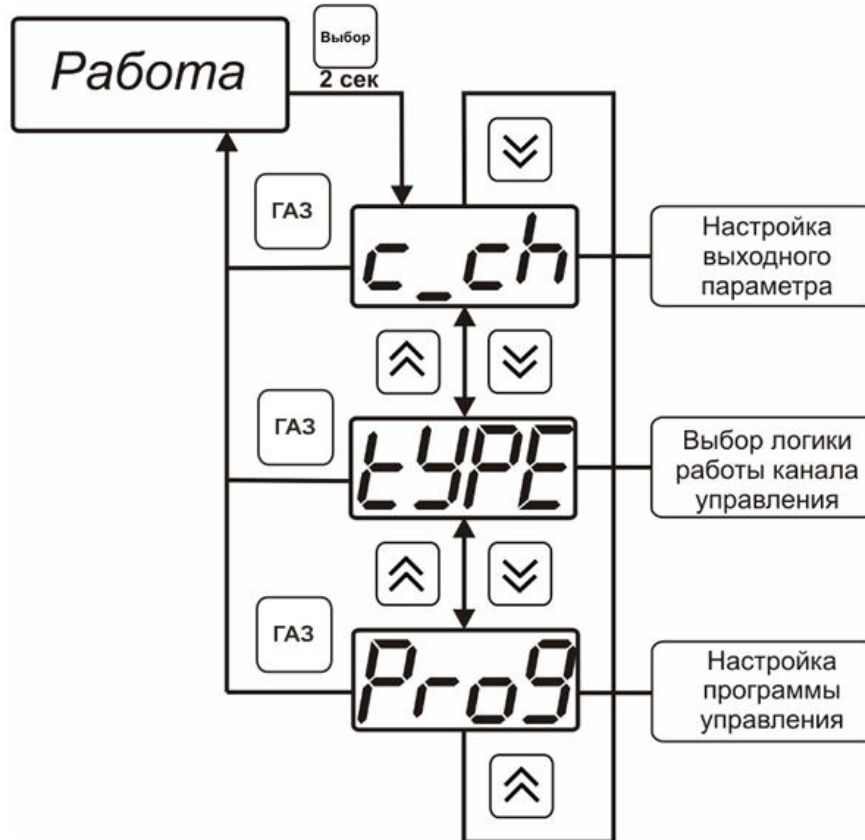 Работа
Выбор
2 сек
ГАЗ
c_ch
Настройка
выходного
параметра
ГАЗ
tYPE
Выбор логики
работы канала
управления
ГАЗ
Prog
Настройка
программы
управления